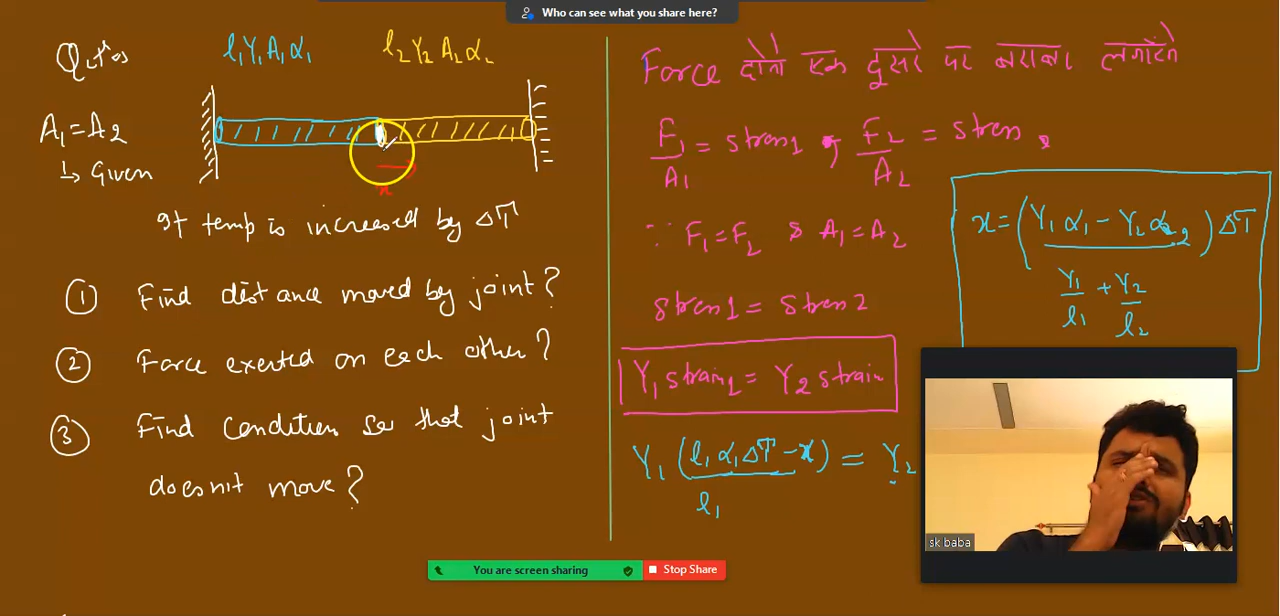 Who can see what you share here?
l₁Y₁A₁α₁ l₂Y₂A₂α₂
A₁ = A₂
↳ Given
x
If temp is increased by ΔT
① Find distance moved by joint?
② Force exerted on each other?
③ Find condition so that joint
does not move?
Force दोनों एक दूसरे पर बराबर लगाएंगे
F₁/A₁ = stress₁ , F₂/A₂ = stress₂
∵ F₁ = F₂ & A₁ = A₂
stress1 = stress2
Y₁ strain₁ = Y₂ strain
Y₁ (l₁α₁ΔT - x)/l₁ = Y₂
x = (Y₁α₁ - Y₂α₂)ΔT
Y₁/l₁ + Y₂/l₂
sk baba
You are screen sharing Stop Share